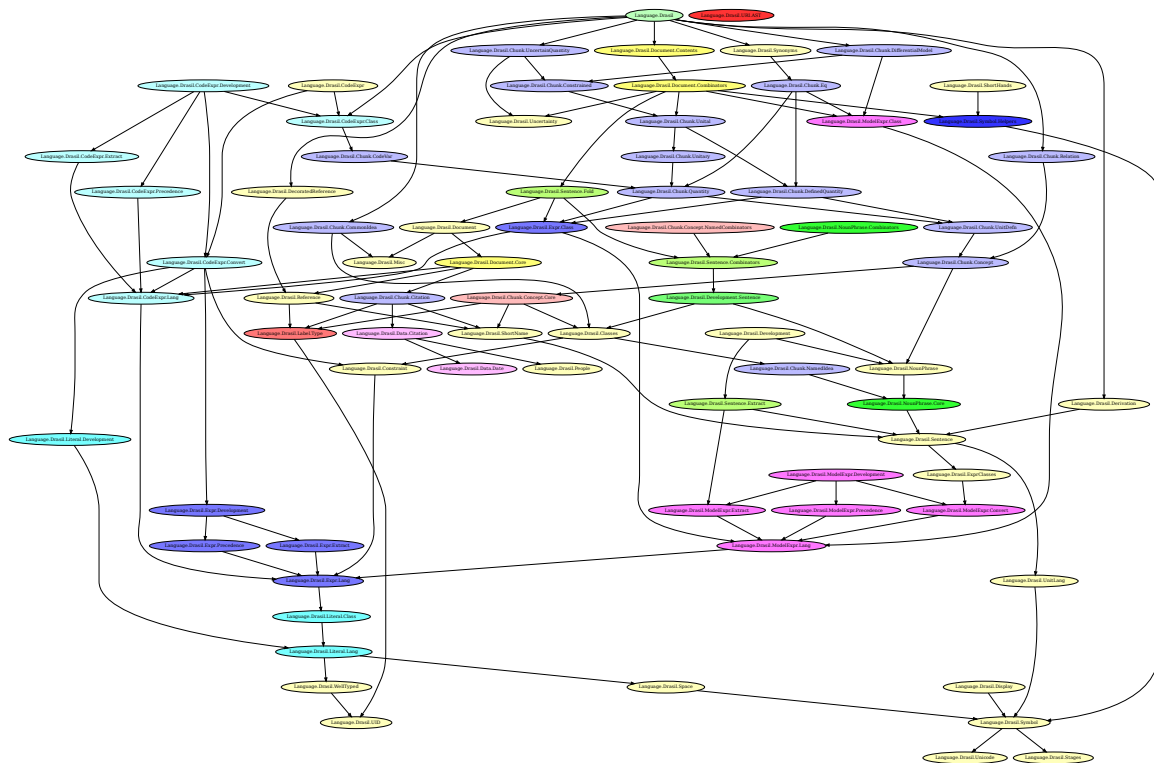 Language.Drasil
Language.Drasil.URI.AST
Language.Drasil.Chunk.UncertainQuantity
Language.Drasil.Document.Contents
Language.Drasil.Synonyms
Language.Drasil.Chunk.DifferentialModel
Language.Drasil.CodeExpr.Development
Language.Drasil.CodeExpr
Language.Drasil.Chunk.Constrained
Language.Drasil.Document.Combinators
Language.Drasil.Chunk.Eq
Language.Drasil.ShortHands
Language.Drasil.CodeExpr.Class
Language.Drasil.Uncertainty
Language.Drasil.Chunk.Unital
Language.Drasil.ModelExpr.Class
Language.Drasil.Symbol.Helpers
Language.Drasil.CodeExpr.Extract
Language.Drasil.Chunk.CodeVar
Language.Drasil.Chunk.Unitary
Language.Drasil.Chunk.Relation
Language.Drasil.CodeExpr.Precedence
Language.Drasil.DecoratedReference
Language.Drasil.Sentence.Fold
Language.Drasil.Chunk.Quantity
Language.Drasil.Chunk.DefinedQuantity
Language.Drasil.Chunk.CommonIdea
Language.Drasil.Document
Language.Drasil.Expr.Class
Language.Drasil.Chunk.Concept.NamedCombinators
Language.Drasil.NounPhrase.Combinators
Language.Drasil.Chunk.UnitDefn
Language.Drasil.CodeExpr.Convert
Language.Drasil.Misc
Language.Drasil.Document.Core
Language.Drasil.Sentence.Combinators
Language.Drasil.Chunk.Concept
Language.Drasil.CodeExpr.Lang
Language.Drasil.Reference
Language.Drasil.Chunk.Citation
Language.Drasil.Chunk.Concept.Core
Language.Drasil.Development.Sentence
Language.Drasil.Label.Type
Language.Drasil.Data.Citation
Language.Drasil.ShortName
Language.Drasil.Classes
Language.Drasil.Development
Language.Drasil.Constraint
Language.Drasil.Data.Date
Language.Drasil.People
Language.Drasil.Chunk.NamedIdea
Language.Drasil.NounPhrase
Language.Drasil.Sentence.Extract
Language.Drasil.NounPhrase.Core
Language.Drasil.Derivation
Language.Drasil.Literal.Development
Language.Drasil.Sentence
Language.Drasil.ModelExpr.Development
Language.Drasil.ExprClasses
Language.Drasil.Expr.Development
Language.Drasil.ModelExpr.Extract
Language.Drasil.ModelExpr.Precedence
Language.Drasil.ModelExpr.Convert
Language.Drasil.Expr.Precedence
Language.Drasil.Expr.Extract
Language.Drasil.ModelExpr.Lang
Language.Drasil.Expr.Lang
Language.Drasil.UnitLang
Language.Drasil.Literal.Class
Language.Drasil.Literal.Lang
Language.Drasil.WellTyped
Language.Drasil.Space
Language.Drasil.Display
Language.Drasil.UID
Language.Drasil.Symbol
Language.Drasil.Unicode
Language.Drasil.Stages